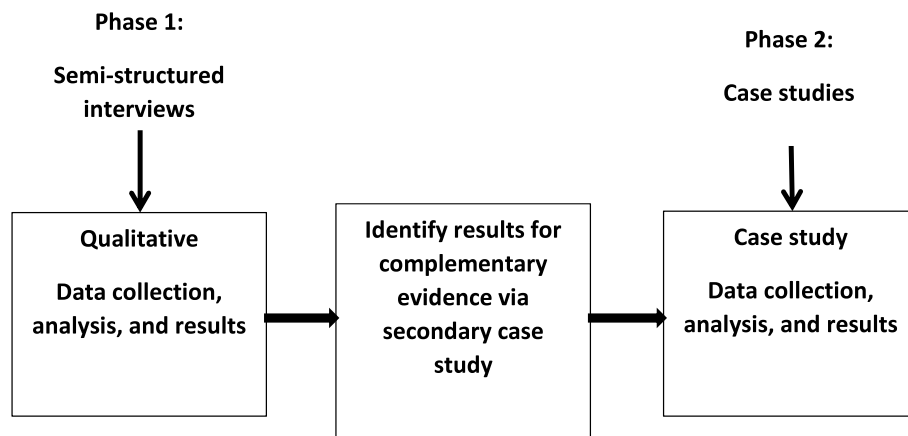 Phase 1:
Semi-structured
interviews
Phase 2:
Case studies
Qualitative
Data collection,
analysis, and results
Identify results for
complementary
evidence via
secondary case
study
Case study
Data collection,
analysis, and results